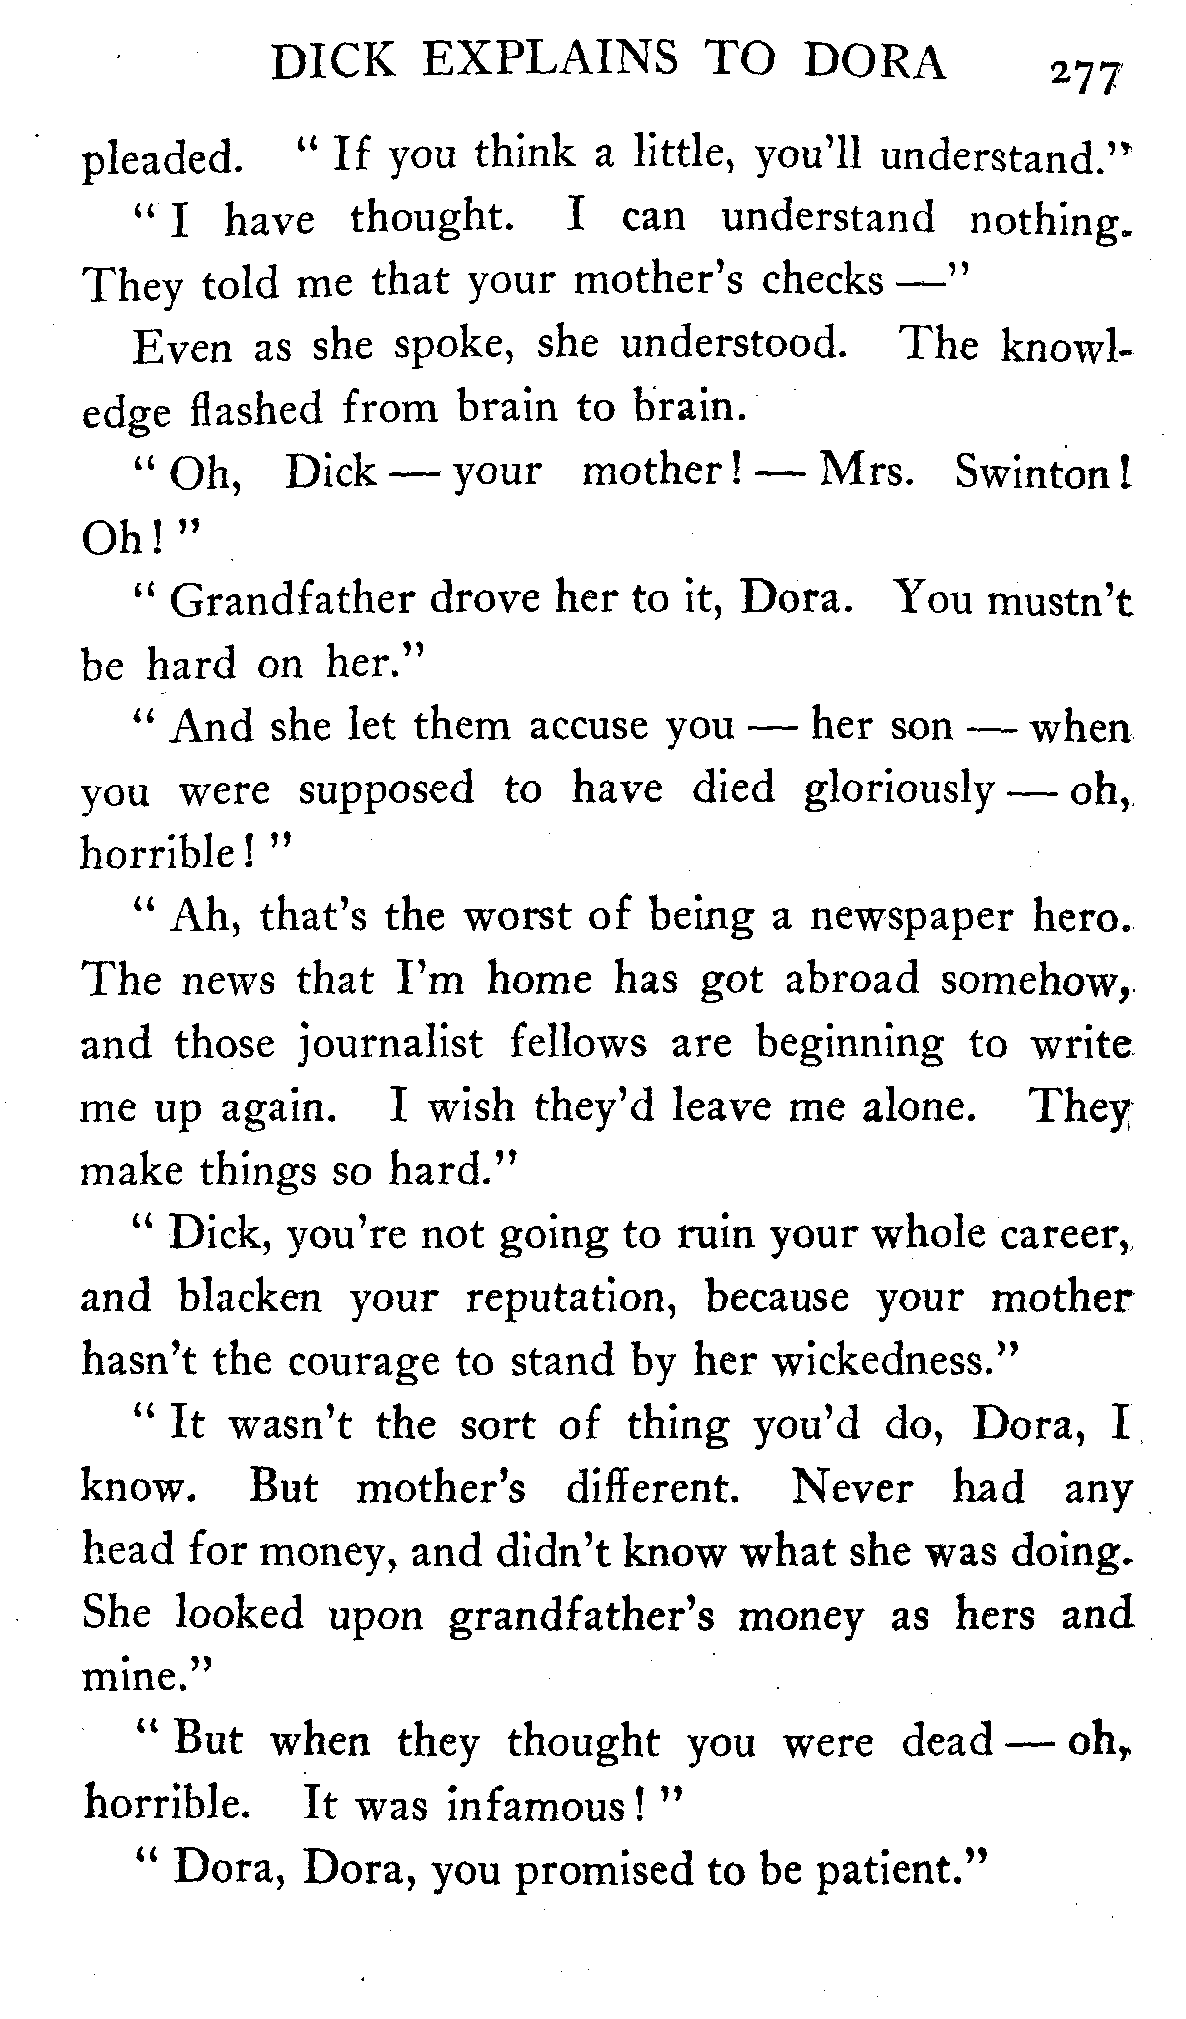 DICK EXPLAINS TO DORA 277
pleaded. " If you think a little, you'll understand."
" I have thought. I can understand nothing.
They told me that your mother's checks —"
Even as she spoke, she understood. The knowl-
edge flashed from brain to brain.
" Oh, Dick — your mother! — Mrs. Swinton!
Oh! "
" Grandfather drove her to it, Dora. You mustn't
be hard on her."
" And she let them accuse you — her son — when
you were supposed to have died gloriously — oh,
horrible! "
" Ah, that's the worst of being a newspaper hero.
The news that I'm home has got abroad somehow,
and those journalist fellows are beginning to write
me up again. I wish they'd leave me alone. They
make things so hard."
" Dick, you're not going to ruin your whole career,
and blacken your reputation, because your mother
hasn't the courage to stand by her wickedness."
" It wasn't the sort of thing you'd do, Dora, I
know. But mother's different. Never had any
head for money, and didn't know what she was doing.
She looked upon grandfather's money as hers and
mine."
" But when they thought you were dead — oh,
horrible. It was infamous! "
" Dora, Dora, you promised to be patient."